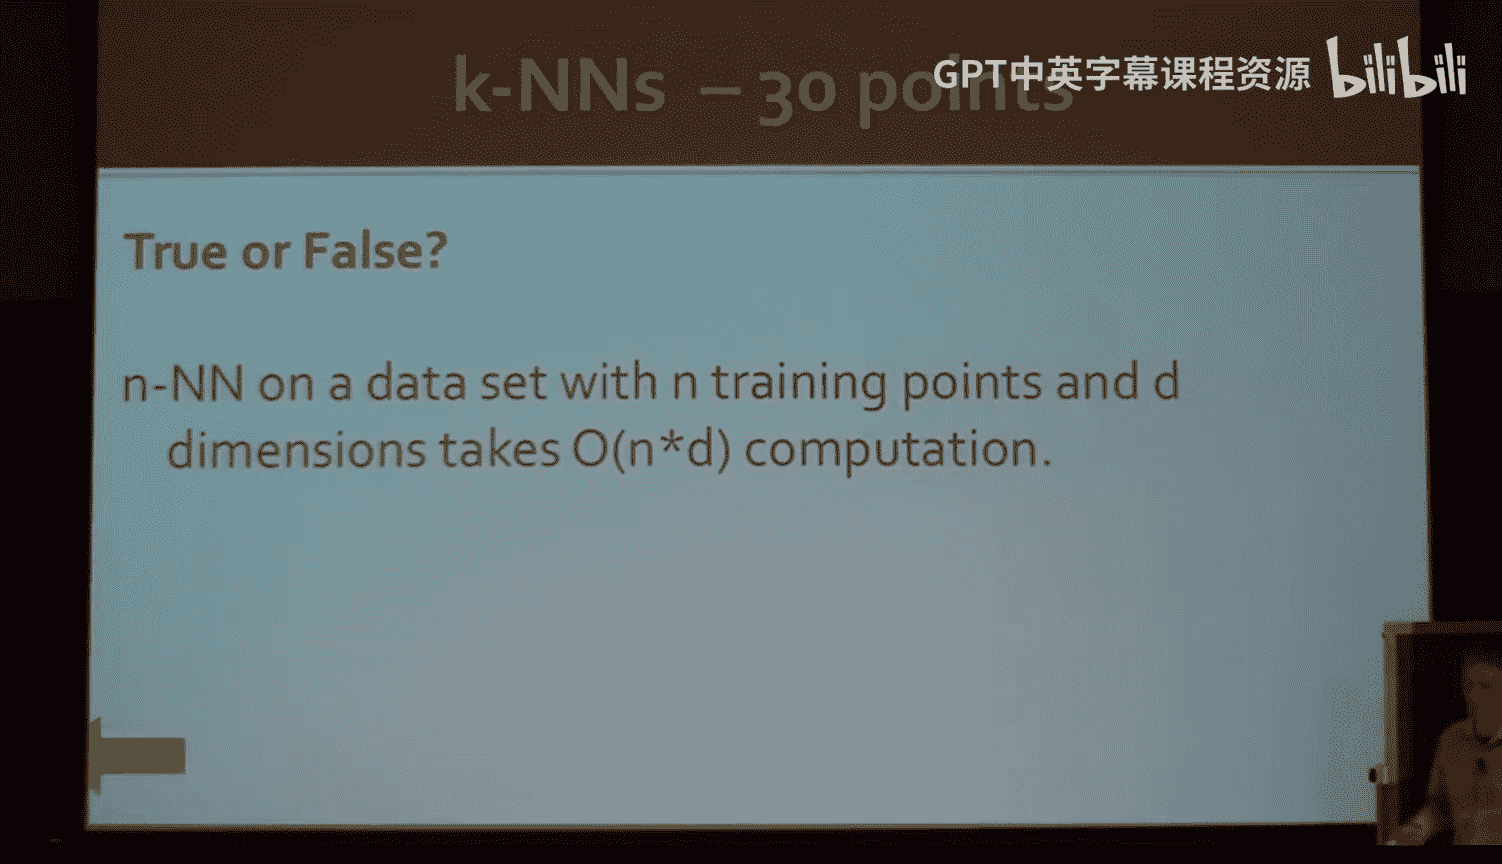 k-NNs – 30 points
GPT中英字幕课程资源 bilibili
True or False?
n-NN on a data set with n training points and d
dimensions takes O(n*d) computation.